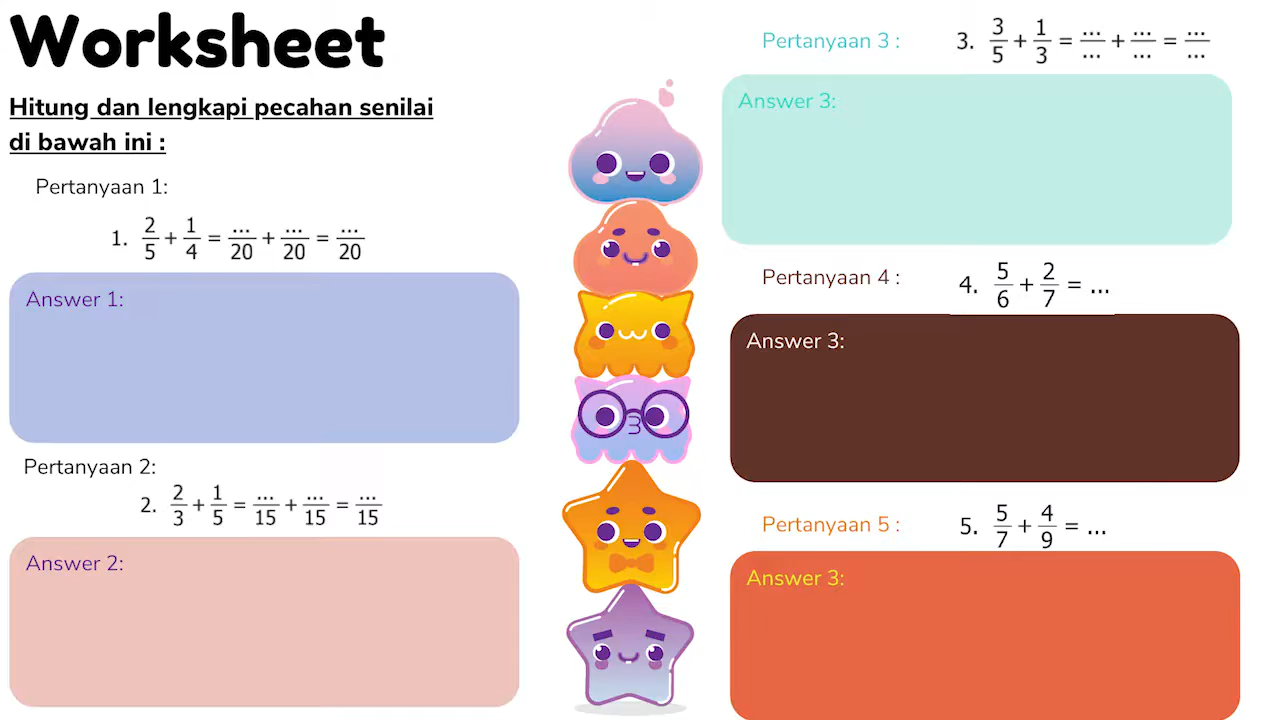 Worksheet
Hitung dan lengkapi pecahan senilai
di bawah ini :
Pertanyaan 1:
1. 2/5 + 1/4 = .../20 + .../20 = .../20
Answer 1:
Pertanyaan 2:
2. 2/3 + 1/5 = .../15 + .../15 = .../15
Answer 2:
Pertanyaan 3 :
3. 3/5 + 1/3 = .../... + .../... = .../...
Answer 3:
Pertanyaan 4 :
4. 5/6 + 2/7 = ...
Answer 3:
Pertanyaan 5 :
5. 5/7 + 4/9 = ...
Answer 3: